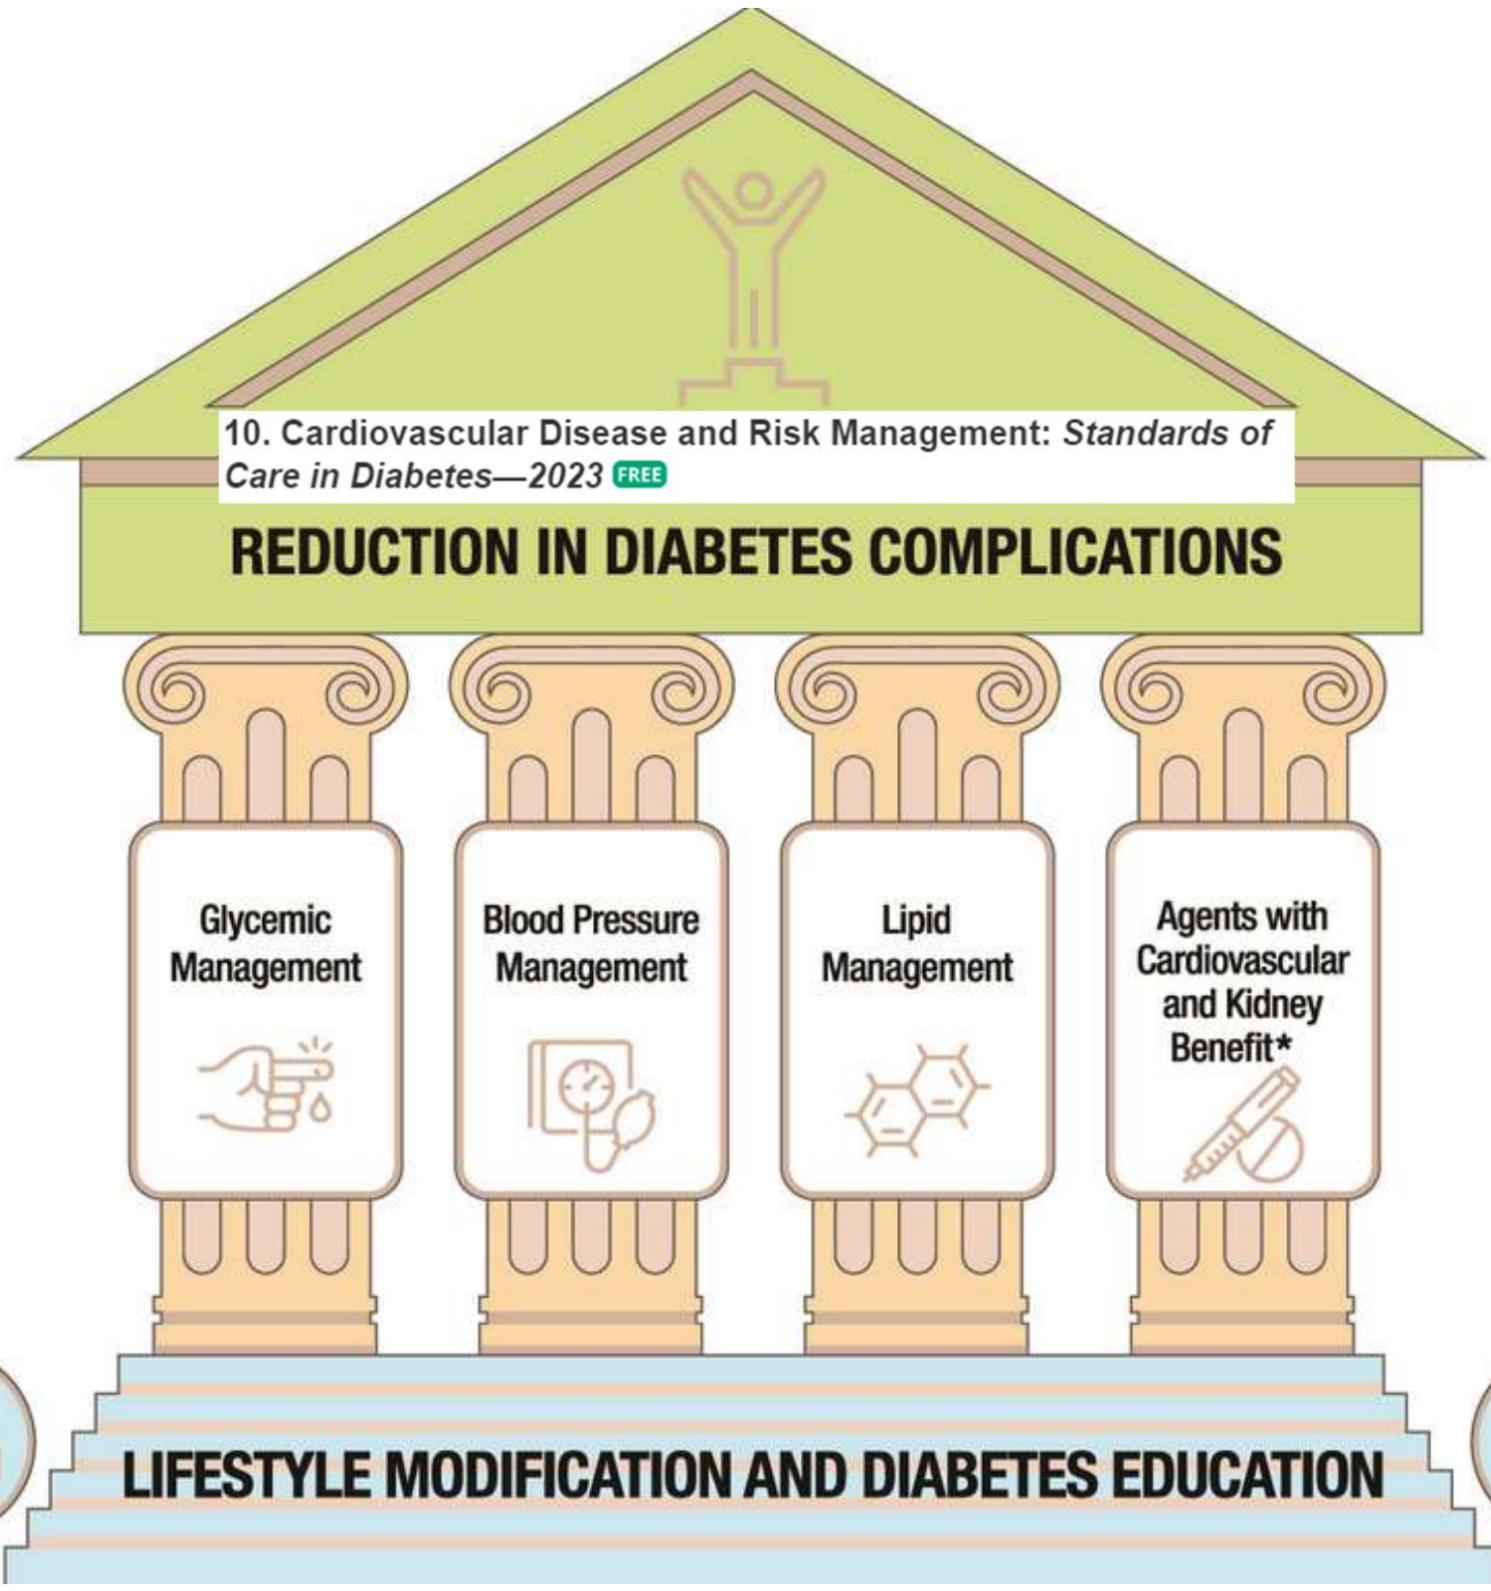 10. Cardiovascular Disease and Risk Management: Standards of
Care in Diabetes—2023 FREE
REDUCTION IN DIABETES COMPLICATIONS
Glycemic
Management
Blood Pressure
Management
Lipid
Management
Agents with
Cardiovascular
and Kidney
Benefit*
LIFESTYLE MODIFICATION AND DIABETES EDUCATION